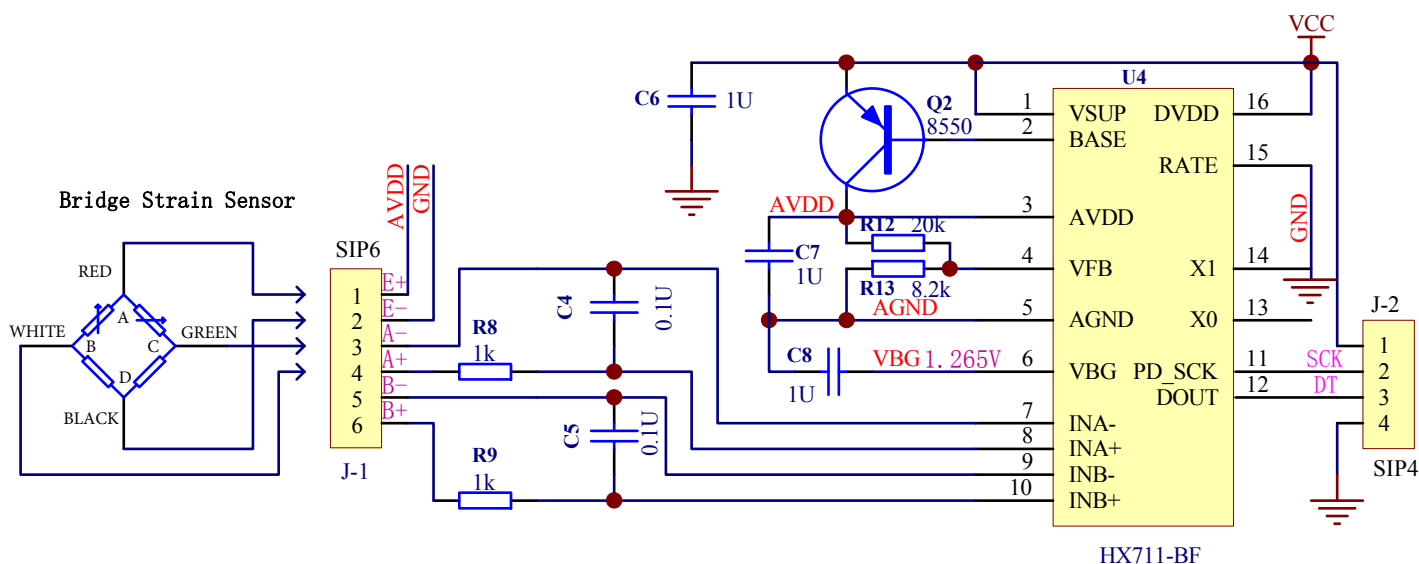 VCC
U4
C6
1U
Q2
8550
1
VSUP
DVDD
16
2
BASE
RATE
15
3
AVDD
4
VFB
X1
14
5
AGND
X0
13
6
VBG
PD_SCK
11
DOUT
12
7
INA-
8
INA+
9
INB-
10
INB+
HX711-BF
AVDD
R12
20k
C7
1U
R13
8.2k
AGND
C8
1U
VBG
1.265V
GND
SCK
DT
J-2
1
2
3
4
SIP4
Bridge Strain Sensor
RED
WHITE
GREEN
BLACK
A
B
C
D
AVDD
GND
SIP6
1
2
3
4
5
6
E+
E-
A-
A+
B-
B+
J-1
R8
1k
C4
0.1U
R9
1k
C5
0.1U